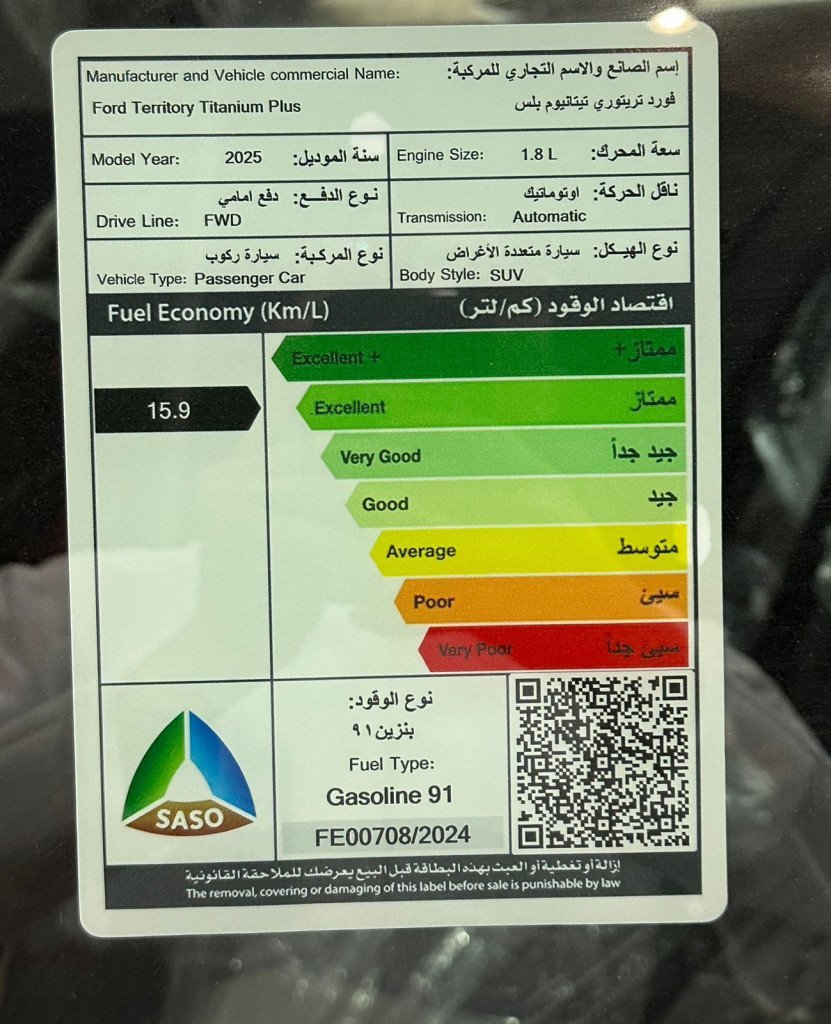 Manufacturer and Vehicle commercial Name: إسم الصانع والاسم التجاري للمركبة:
Ford Territory Titanium Plus فورد تريتوري تيتانيوم بلس
Model Year: 2025 سنة الموديل:
Engine Size: 1.8 L سعة المحرك:
نوع الدفع: دفع امامي
Drive Line: FWD
ناقل الحركة: اوتوماتيك
Transmission: Automatic
نوع المركبة: سيارة ركوب
Vehicle Type: Passenger Car
نوع الهيكل: سيارة متعددة الأغراض
Body Style: SUV
Fuel Economy (Km/L) اقتصاد الوقود (كم/لتر)
Excellent + ممتاز +
15.9
Excellent ممتاز
Very Good جيد جداً
Good جيد
Average متوسط
Poor سيئ
Very Poor سيئ جداً
SASO
نوع الوقود:
بنزين ٩١
Fuel Type:
Gasoline 91
FE00708/2024
إزالة أو تغطية أو العبث بهذه البطاقة قبل البيع يعرضك للملاحقة القانونية
The removal, covering or damaging of this label before sale is punishable by law